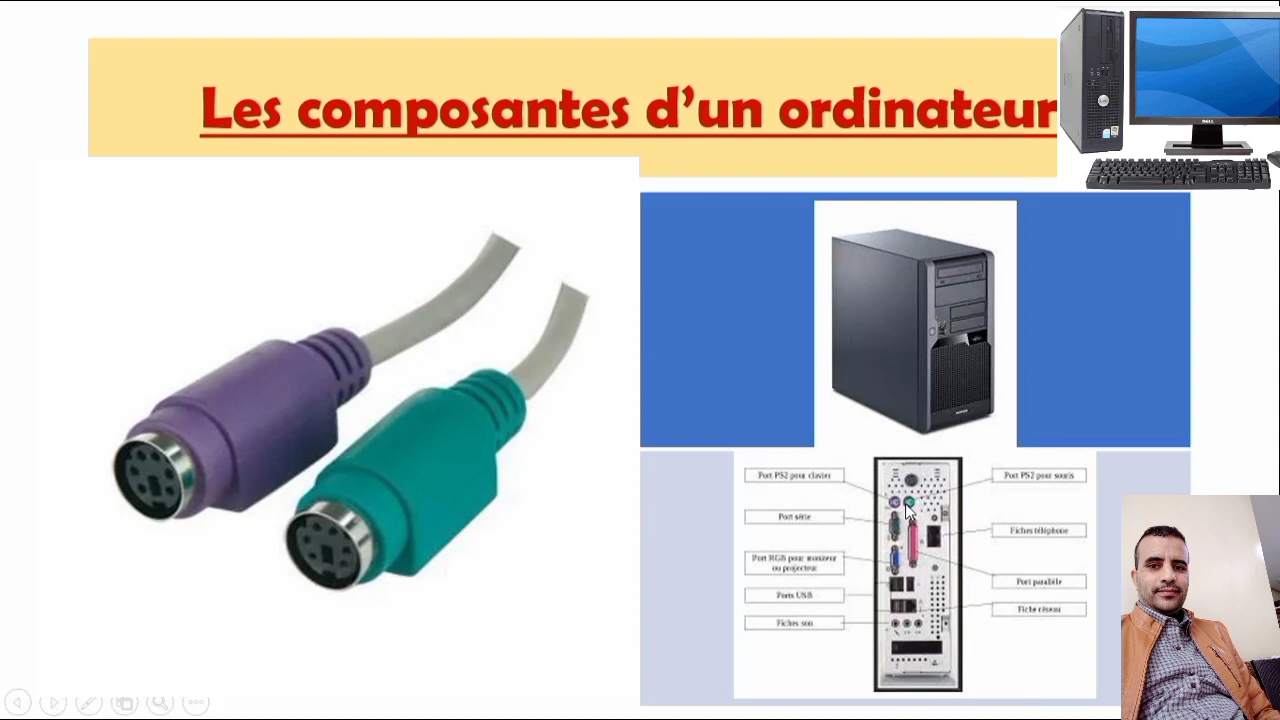 Les composantes d’un ordinateur
DELL
Port PS2 pour clavier
Port PS2 pour souris
Port série
Fiches téléphone
Port RGB pour moniteur
ou projecteur
Port parallèle
Ports USB
Fiche réseau
Fiches son